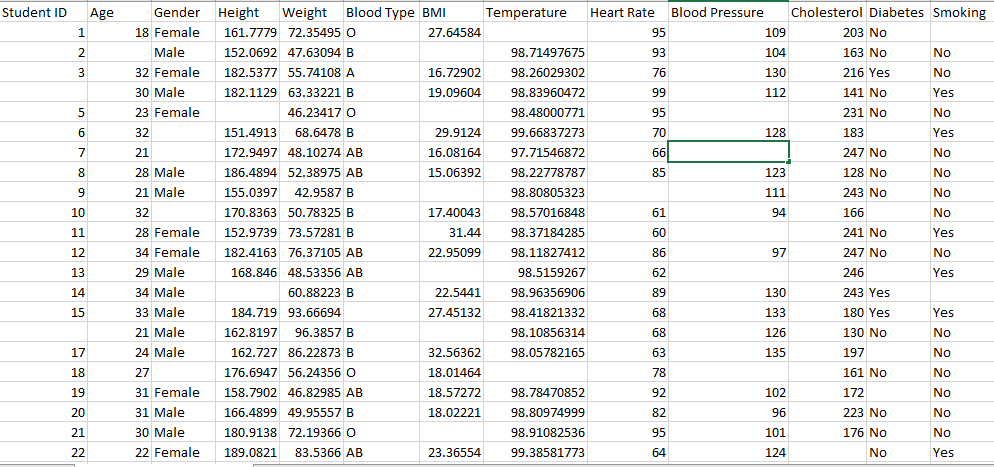 Student ID Age Gender Height Weight Blood Type BMI Temperature Heart Rate Blood Pressure Cholesterol Diabetes Smoking
1 18 Female 161.7779 72.35495 O 27.64584 95 109 203 No
2 Male 152.0692 47.63094 B 98.71497675 93 104 163 No No
3 32 Female 182.5377 55.74108 A 16.72902 98.26029302 76 130 216 Yes No
30 Male 182.1129 63.33221 B 19.09604 98.83960472 99 112 141 No Yes
5 23 Female 46.23417 O 98.48000771 95 231 No No
6 32 151.4913 68.6478 B 29.9124 99.66837273 70 128 183 Yes
7 21 172.9497 48.10274 AB 16.08164 97.71546872 66 247 No No
8 28 Male 186.4894 52.38975 AB 15.06392 98.22778787 85 123 128 No No
9 21 Male 155.0397 42.9587 B 98.80805323 111 243 No No
10 32 170.8363 50.78325 B 17.40043 98.57016848 61 94 166 No
11 28 Female 152.9739 73.57281 B 31.44 98.37184285 60 241 No Yes
12 34 Female 182.4163 76.37105 AB 22.95099 98.11827412 86 97 247 No No
13 29 Male 168.846 48.53356 AB 98.5159267 62 246 Yes
14 34 Male 60.88223 B 22.5441 98.96356906 89 130 243 Yes
15 33 Male 184.719 93.66694 27.45132 98.41821332 68 133 180 Yes Yes
21 Male 162.8197 96.3857 B 98.10856314 68 126 130 No No
17 24 Male 162.727 86.22873 B 32.56362 98.05782165 63 135 197 No
18 27 176.6947 56.24356 O 18.01464 78 161 No No
19 31 Female 158.7902 46.82985 AB 18.57272 98.78470852 92 102 172 No
20 31 Male 166.4899 49.95557 B 18.02221 98.80974999 82 96 223 No No
21 30 Male 180.9138 72.19366 O 98.91082536 95 101 176 No No
22 22 Female 189.0821 83.5366 AB 23.36554 99.38581773 64 124 No Yes